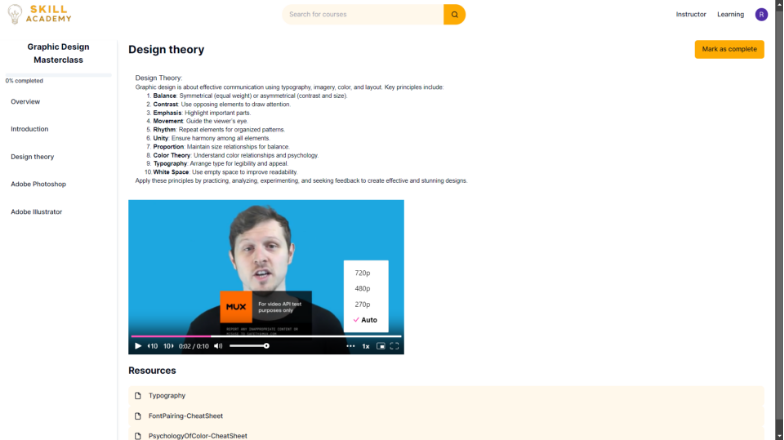 SKILL
ACADEMY
Search for courses
Instructor
Learning
R
Graphic Design
Masterclass
0% completed
Overview
Introduction
Design theory
Adobe Photoshop
Adobe Illustrator
Design theory
Mark as complete
Design Theory:
Graphic design is about effective communication using typography, imagery, color, and layout. Key principles include:
1. Balance: Symmetrical (equal weight) or asymmetrical (contrast and size).
2. Contrast: Use opposing elements to draw attention.
3. Emphasis: Highlight important parts.
4. Movement: Guide the viewer's eye.
5. Rhythm: Repeat elements for organized patterns.
6. Unity: Ensure harmony among all elements.
7. Proportion: Maintain size relationships for balance.
8. Color Theory: Understand color relationships and psychology.
9. Typography: Arrange type for legibility and appeal.
10. White Space: Use empty space to improve readability.
Apply these principles by practicing, analyzing, experimenting, and seeking feedback to create effective and stunning designs.
720p
480p
270p
Auto
MUX
For video API test
purposes only
REPORT ANY INAPPROPRIATE CONTENT OR
10
10
0:02 / 0:10
1x
Resources
Typography
FontPairing-CheatSheet
PsychologyOfColor-CheatSheet